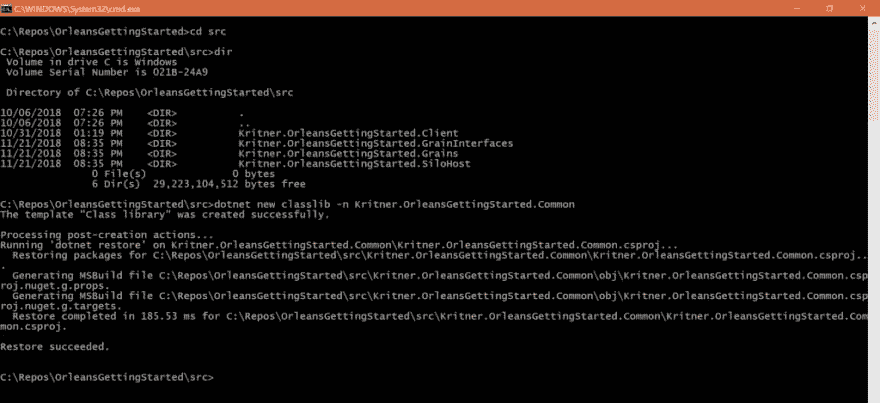 C:\WINDOWS\System32\cmd.exe
C:\Repos\OrleansGettingStarted>cd src
C:\Repos\OrleansGettingStarted\src>dir
 Volume in drive C is Windows
 Volume Serial Number is 021B-24A9
 Directory of C:\Repos\OrleansGettingStarted\src
10/06/2018  07:26 PM    <DIR>          .
10/06/2018  07:26 PM    <DIR>          ..
10/31/2018  01:19 PM    <DIR>          Kritner.OrleansGettingStarted.Client
11/21/2018  08:35 PM    <DIR>          Kritner.OrleansGettingStarted.GrainInterfaces
11/21/2018  08:35 PM    <DIR>          Kritner.OrleansGettingStarted.Grains
11/21/2018  08:35 PM    <DIR>          Kritner.OrleansGettingStarted.SiloHost
               0 File(s)              0 bytes
               6 Dir(s)  29,223,104,512 bytes free
C:\Repos\OrleansGettingStarted\src>dotnet new classlib -n Kritner.OrleansGettingStarted.Common
The template "Class library" was created successfully.
Processing post-creation actions...
Running 'dotnet restore' on Kritner.OrleansGettingStarted.Common\Kritner.OrleansGettingStarted.Common.csproj...
  Restoring packages for C:\Repos\OrleansGettingStarted\src\Kritner.OrleansGettingStarted.Common\Kritner.OrleansGettingStarted.Common.csproj..
.
  Generating MSBuild file C:\Repos\OrleansGettingStarted\src\Kritner.OrleansGettingStarted.Common\obj\Kritner.OrleansGettingStarted.Common.csp
roj.nuget.g.props.
  Generating MSBuild file C:\Repos\OrleansGettingStarted\src\Kritner.OrleansGettingStarted.Common\obj\Kritner.OrleansGettingStarted.Common.csp
roj.nuget.g.targets.
  Restore completed in 185.53 ms for C:\Repos\OrleansGettingStarted\src\Kritner.OrleansGettingStarted.Common\Kritner.OrleansGettingStarted.Com
mon.csproj.
Restore succeeded.
C:\Repos\OrleansGettingStarted\src>